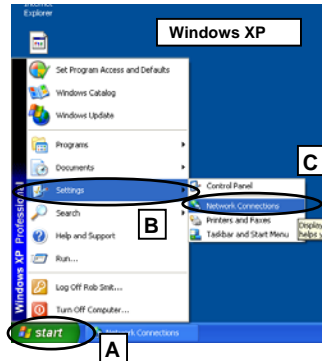 Internet
Explorer
Windows XP
Set Program Access and Defaults
Windows Catalog
Windows Update
Programs
Documents
Settings
Search
Help and Support
Run...
Log Off Rob Smit...
Turn Off Computer...
Windows XP Professional
C
Control Panel
Network Connections
Printers and Faxes
Taskbar and Start Menu
Display
helps y
B
start
Network Connections
A